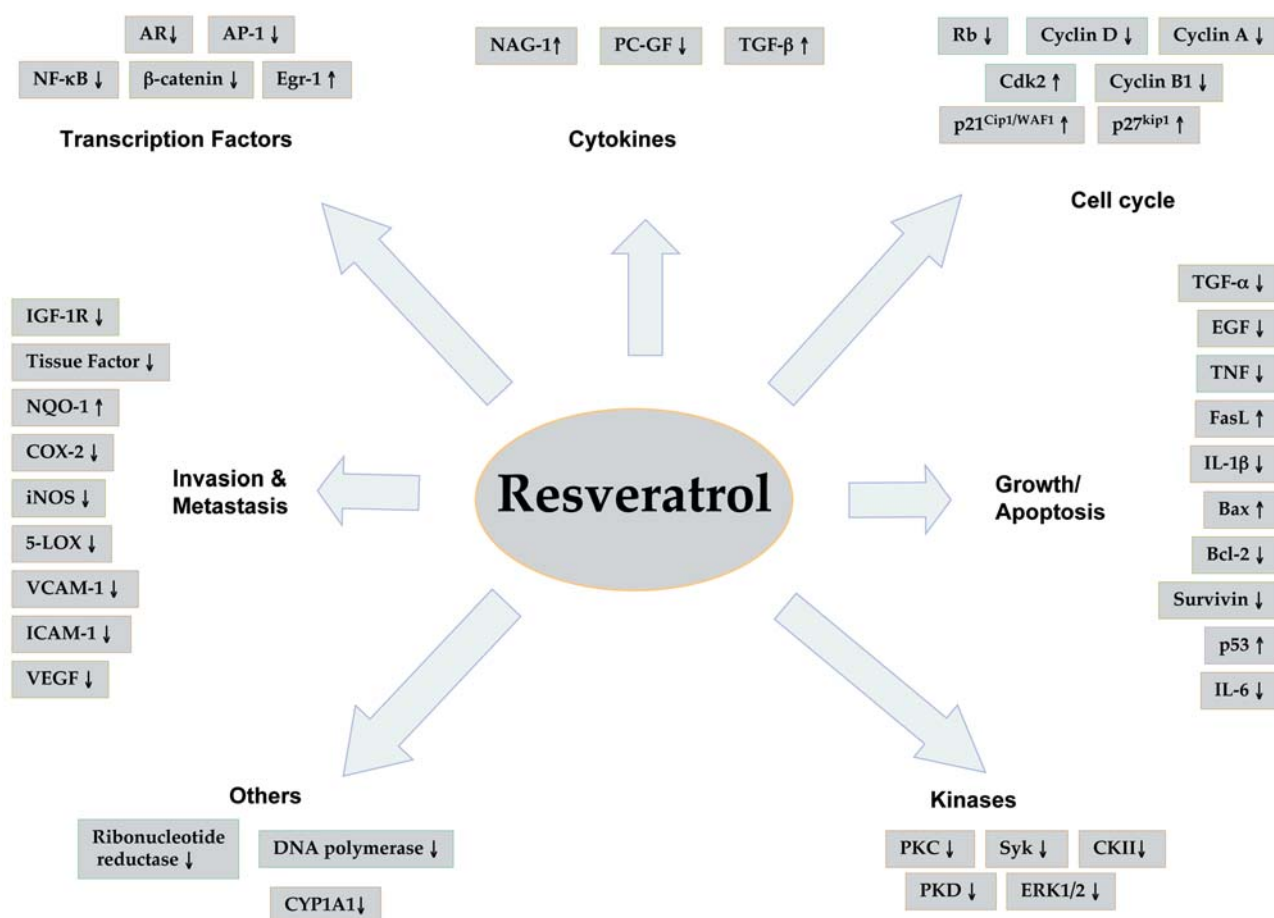 AR↓ AP-1 ↓
NF-κB ↓ β-catenin ↓ Egr-1 ↑
Transcription Factors
NAG-1↑ PC-GF ↓ TGF-β ↑
Cytokines
Rb ↓ Cyclin D ↓ Cyclin A ↓
Cdk2 ↑ Cyclin B1 ↓
p21Cip1/WAF1 ↑ p27kip1 ↑
Cell cycle
IGF-1R ↓
Tissue Factor ↓
NQO-1 ↑
COX-2 ↓
iNOS ↓
5-LOX ↓
VCAM-1 ↓
ICAM-1 ↓
VEGF ↓
Invasion &
Metastasis
Resveratrol
Growth/
Apoptosis
TGF-α ↓
EGF ↓
TNF ↓
FasL ↑
IL-1β ↓
Bax ↑
Bcl-2 ↓
Survivin ↓
p53 ↑
IL-6 ↓
Others
Ribonucleotide
reductase ↓
DNA polymerase ↓
CYP1A1↓
Kinases
PKC ↓ Syk ↓ CKII↓
PKD ↓ ERK1/2 ↓